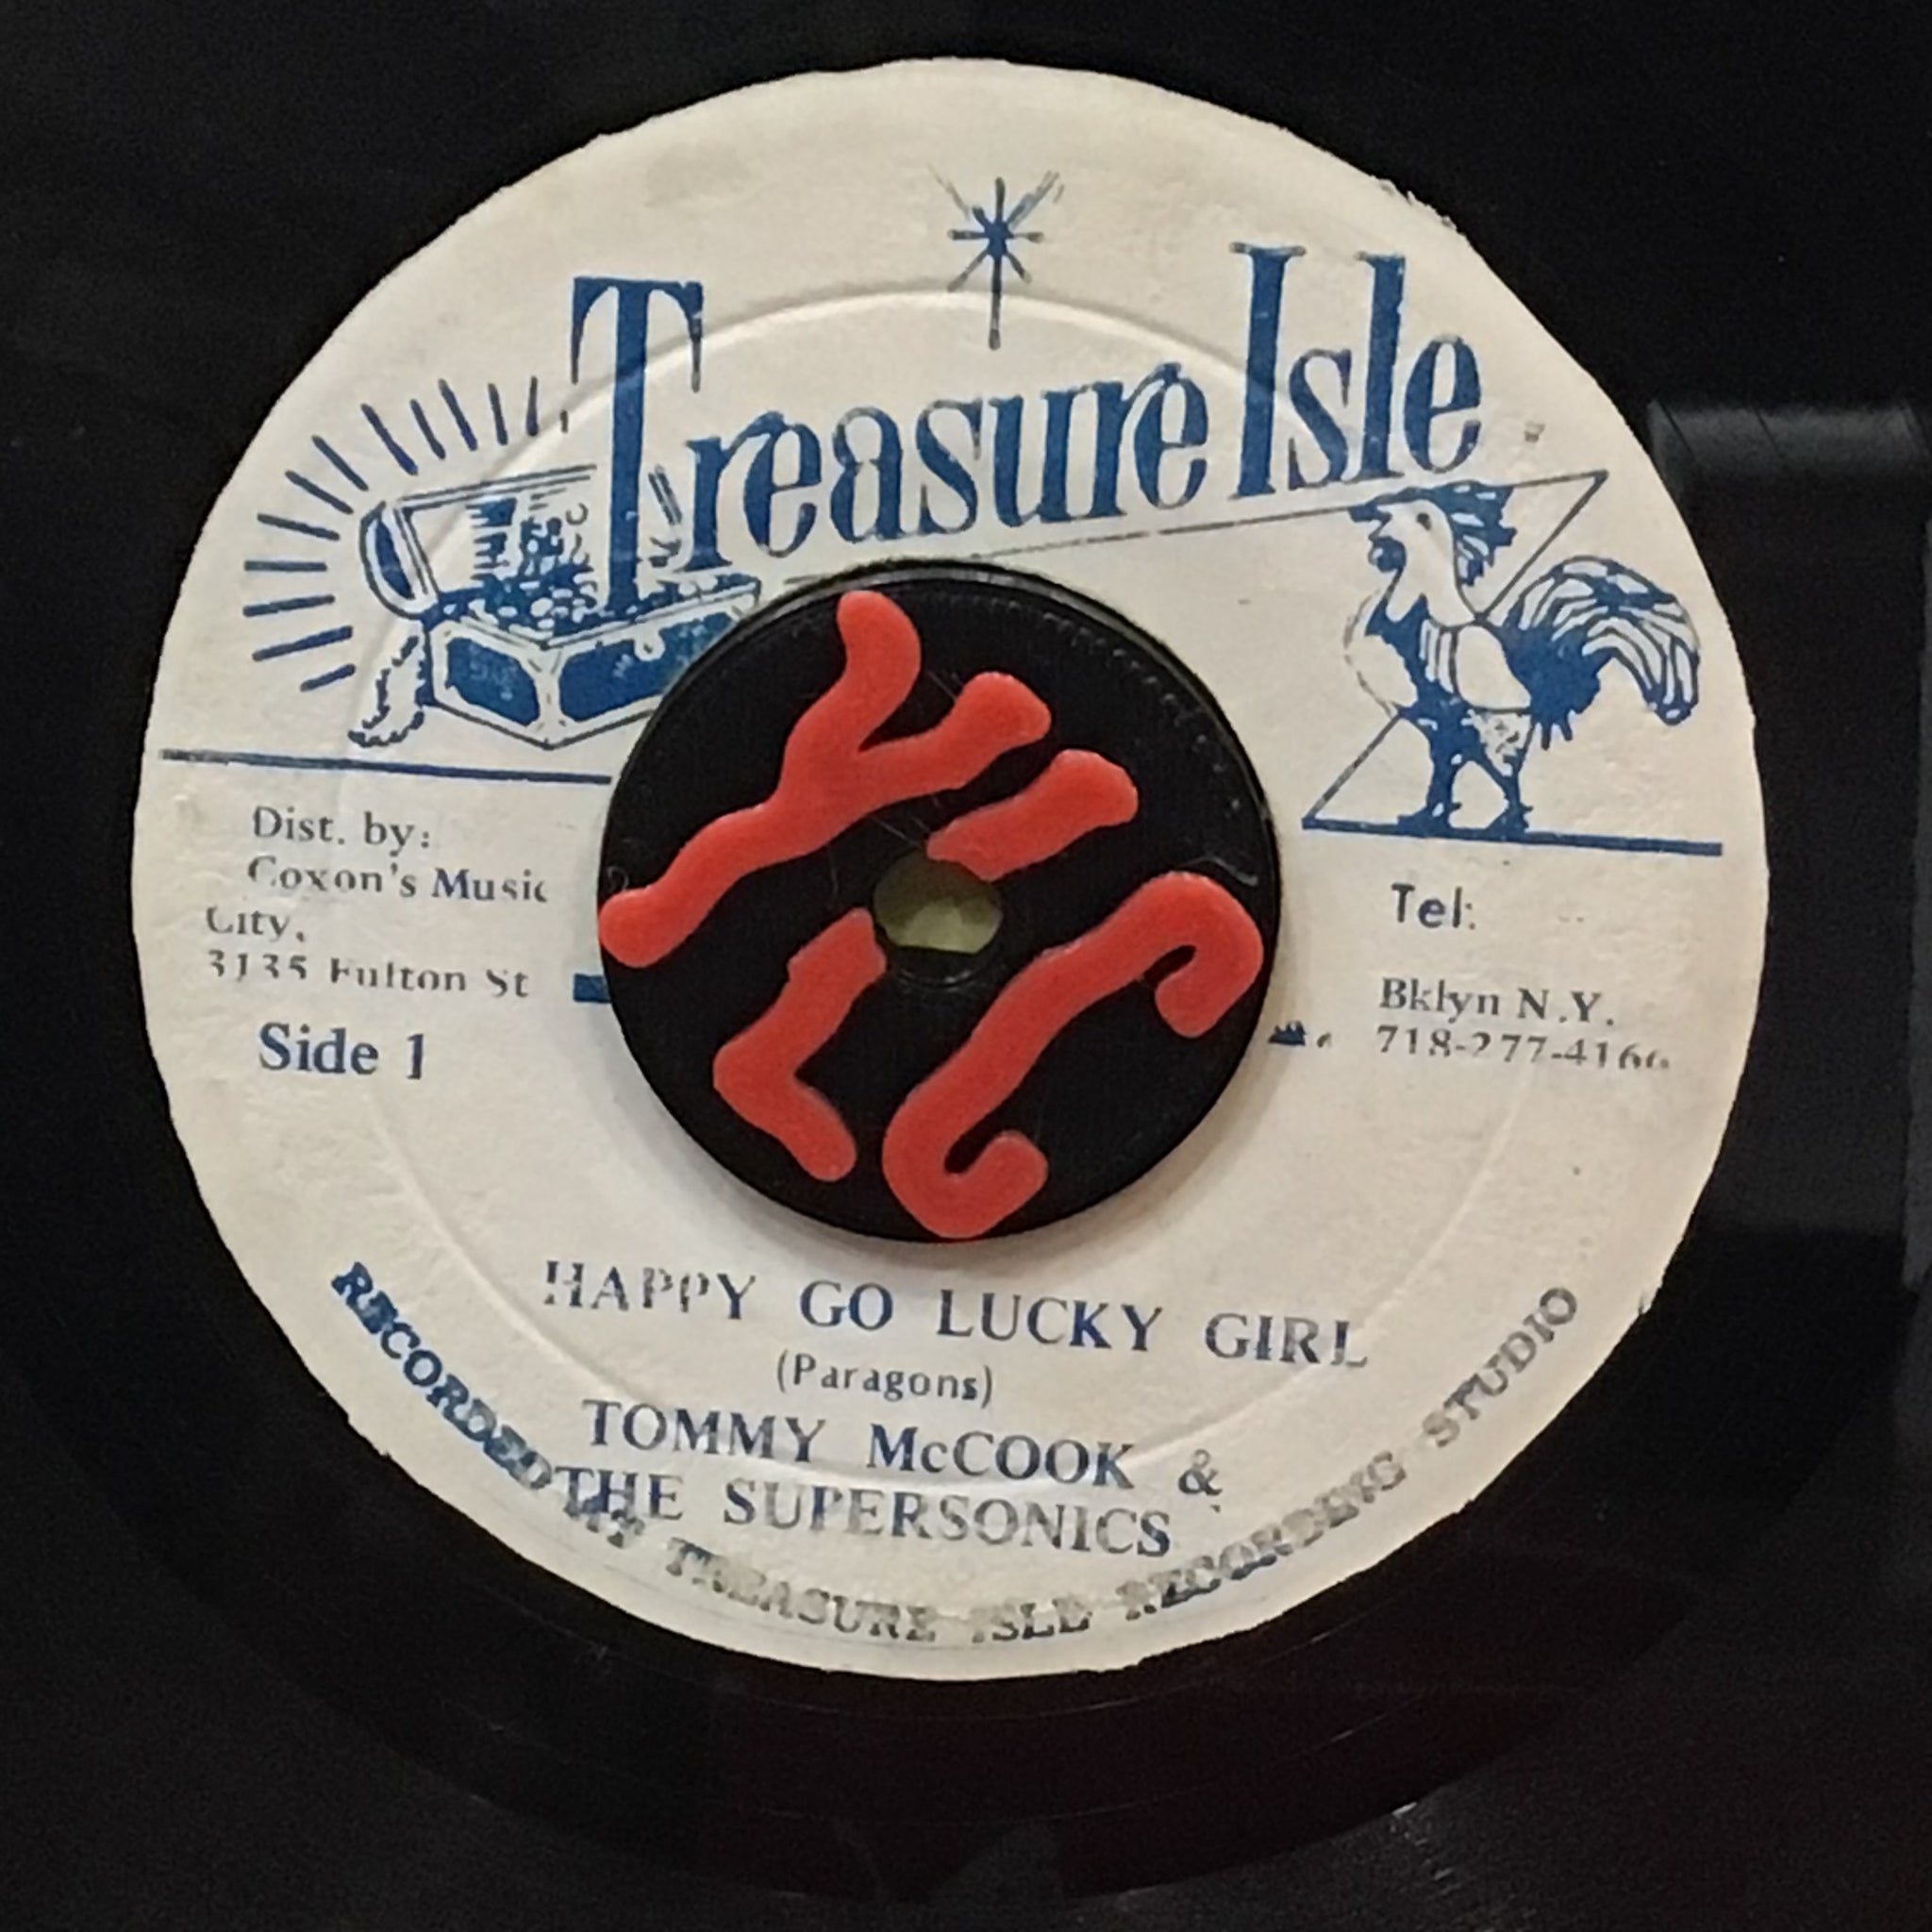 Treasure Isle
Dist. by:
Coxon's Music
City,
3135 Fulton St
Side 1
Tel:
Bklyn N.Y.
718-277-4166
HAPPY GO LUCKY GIRL
(Paragons)
TOMMY McCOOK &
THE SUPERSONICS
RECORDED AT TREASURE ISLE RECORDING STUDIO